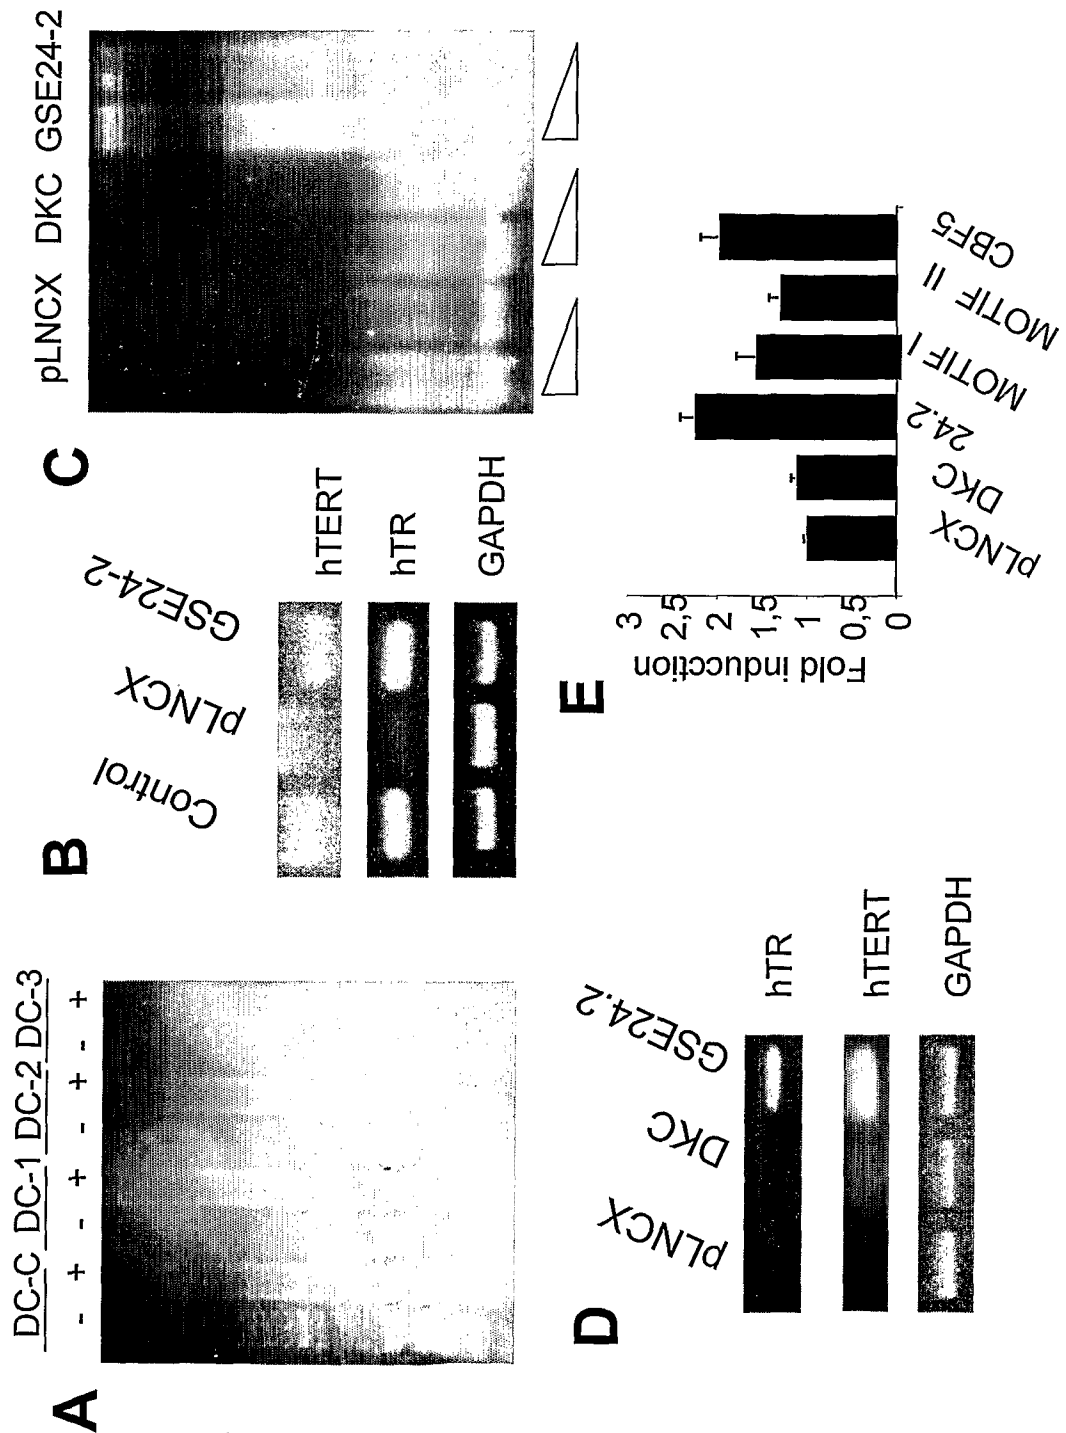 A
DC-C DC-1 DC-2 DC-3
- + - + - + - +
B
Control pLNCX GSE24-2
hTERT
hTR
GAPDH
C
pLNCX DKC GSE24-2
D
pLNCX DKC GSE24.2
hTR
hTERT
GAPDH
E
Fold inducction
3
2,5
2
1,5
1
0,5
0
pLNCX DKC 24.2 MOTIF I MOTIF II CBF5